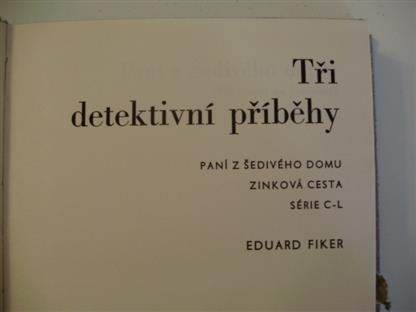 Tři
detektivní příběhy
PANÍ Z ŠEDIVÉHO DOMU
ZINKOVÁ CESTA
SÉRIE C-L
EDUARD FIKER